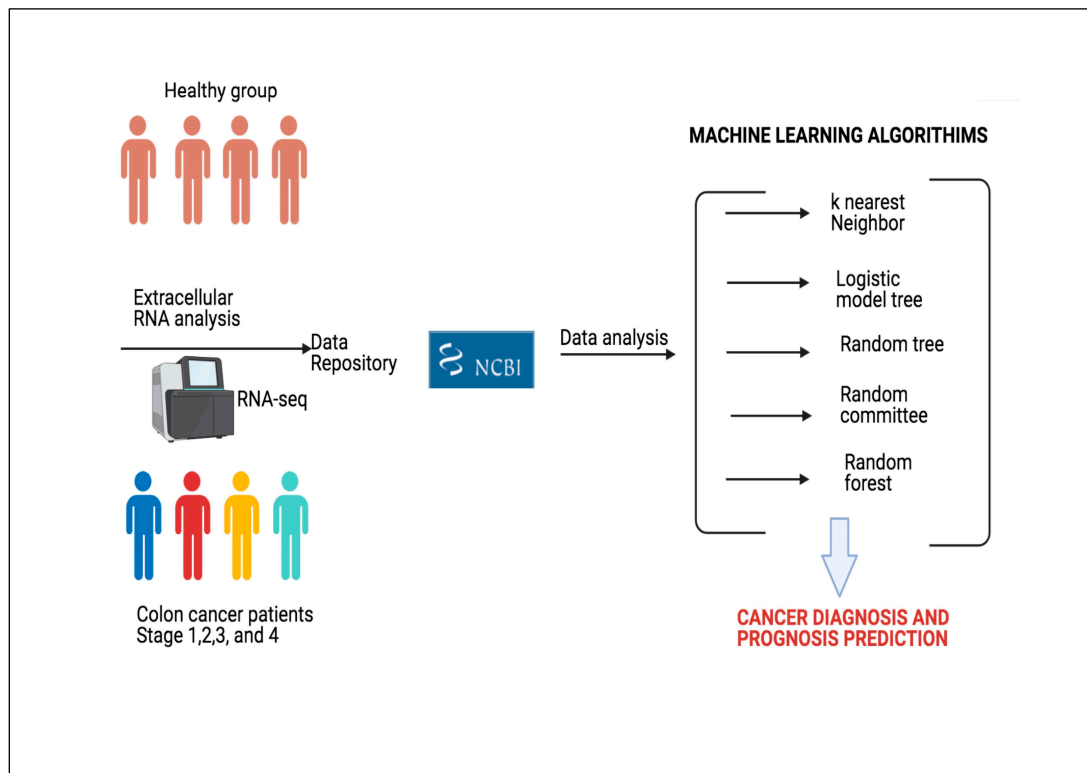 Healthy group
Extracellular
RNA analysis
RNA-seq
Data
Repository
Colon cancer patients
Stage 1,2,3, and 4
NCBI
Data analysis
MACHINE LEARNING ALGORITHIMS
k nearest
Neighbor
Logistic
model tree
Random tree
Random
committee
Random
forest
CANCER DIAGNOSIS AND
PROGNOSIS PREDICTION